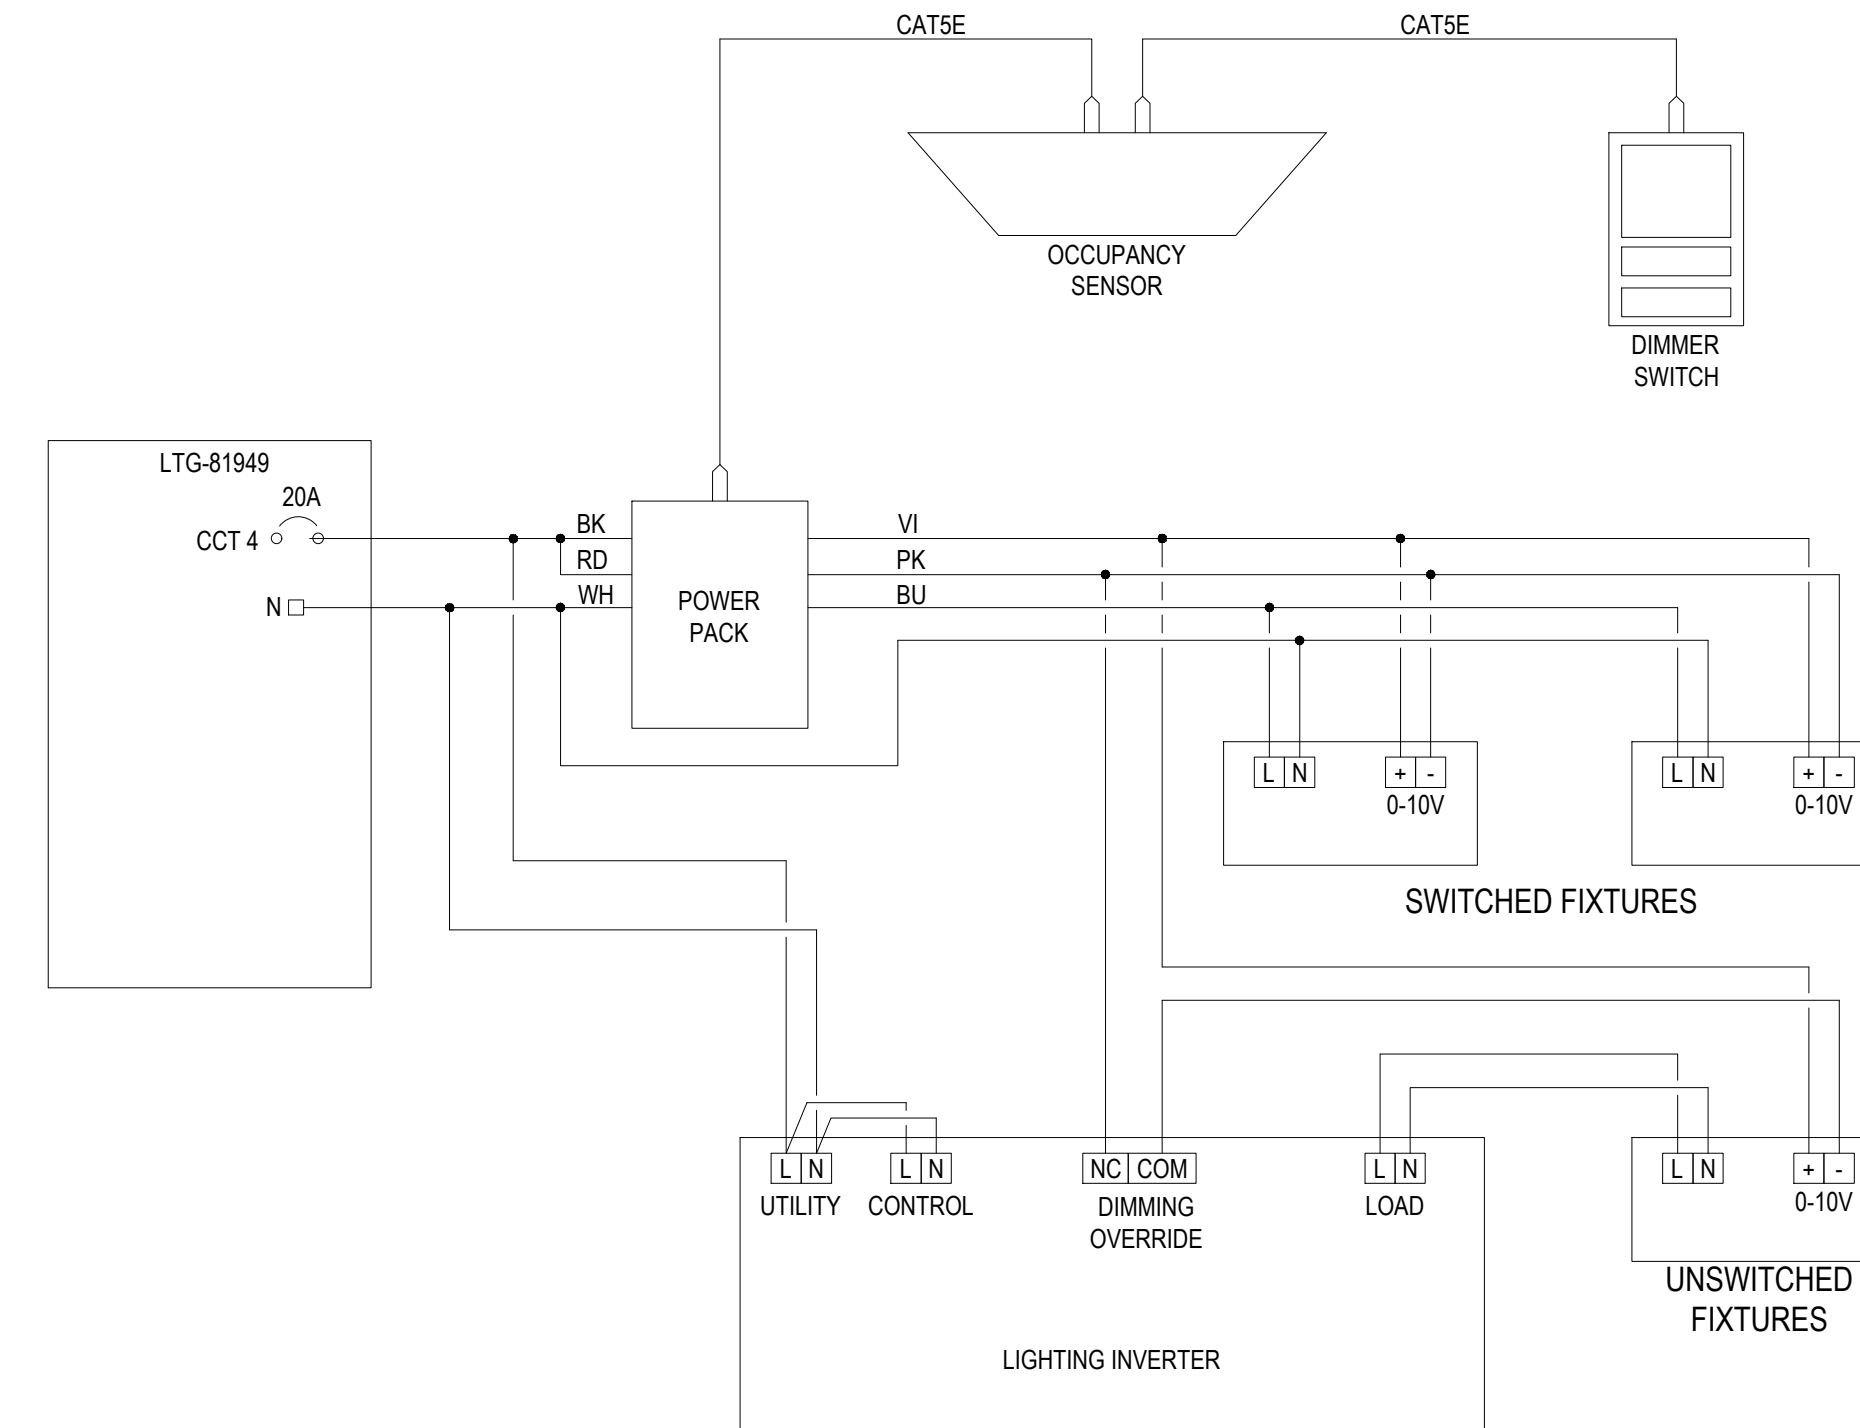 CAT5E
CAT5E
OCCUPANCY
SENSOR
DIMMER
SWITCH
LTG-81949
20A
CCT 4
N
BK
RD
WH
POWER
PACK
VI
PK
BU
L N
+ -
0-10V
L N
+ -
0-10V
SWITCHED FIXTURES
L N
UTILITY
L N
CONTROL
NC COM
DIMMING
OVERRIDE
L N
LOAD
L N
+ -
0-10V
UNSWITCHED
FIXTURES
LIGHTING INVERTER